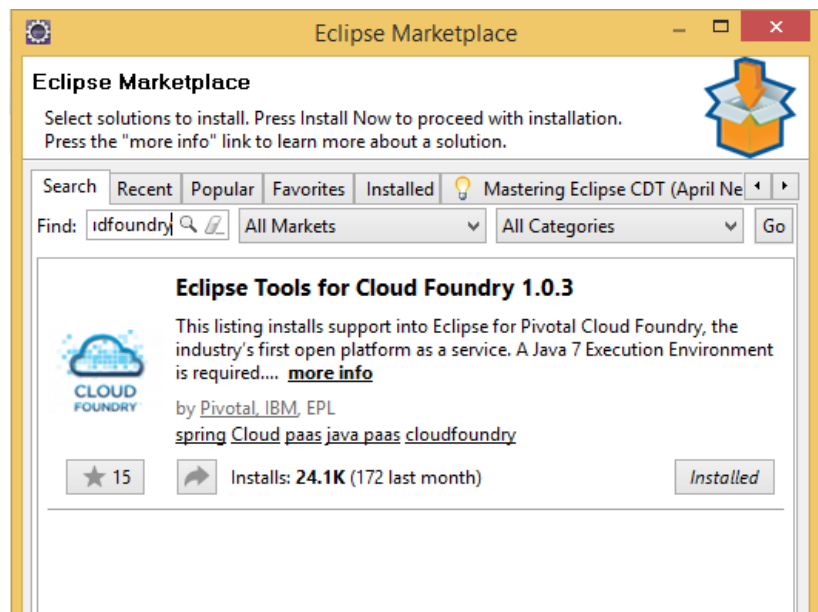 Eclipse Marketplace
Eclipse Marketplace
Select solutions to install. Press Install Now to proceed with installation.
Press the "more info" link to learn more about a solution.
Search Recent Popular Favorites Installed Mastering Eclipse CDT (April Ne
Find: dfoundry All Markets All Categories Go
Eclipse Tools for Cloud Foundry 1.0.3
This listing installs support into Eclipse for Pivotal Cloud Foundry, the
industry's first open platform as a service. A Java 7 Execution Environment
is required.... more info
CLOUD
FOUNDRY
by Pivotal, IBM, EPL
spring Cloud paas java paas cloudfoundry
15 Installs: 24.1K (172 last month) Installed